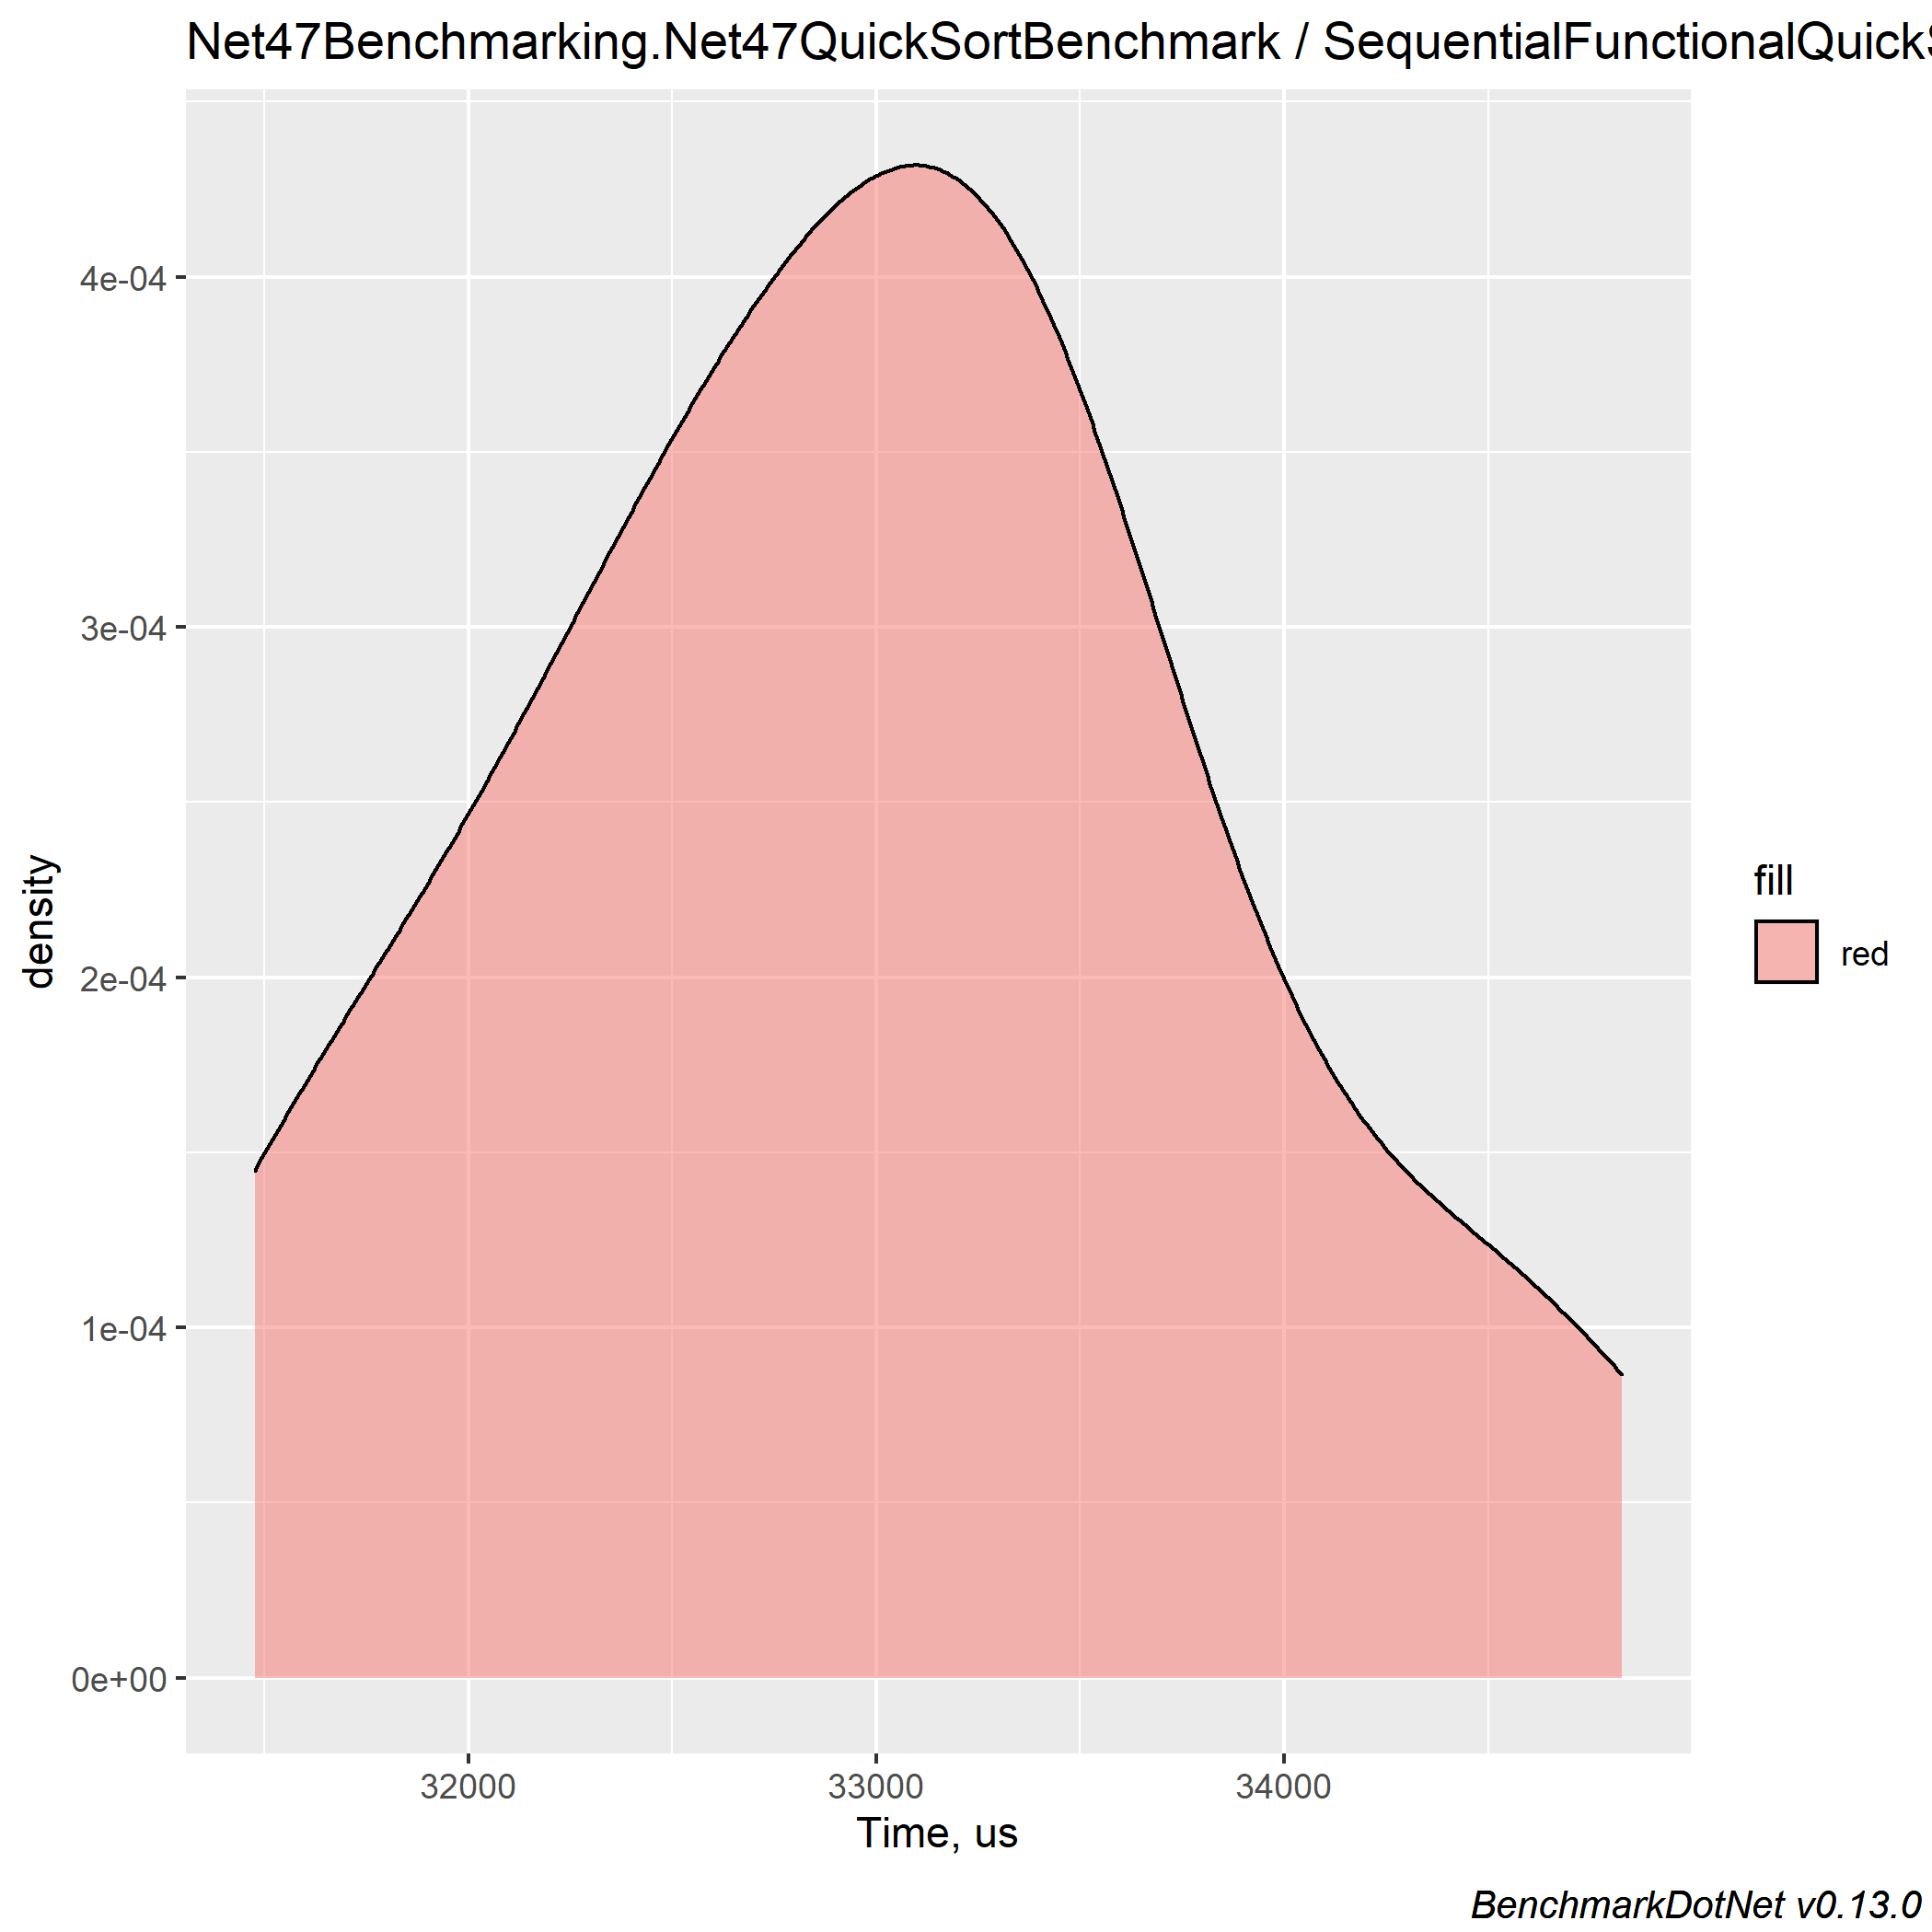 Net47Benchmarking.Net47QuickSortBenchmark / SequentialFunctionalQuick
4e-04
3e-04
2e-04
1e-04
0e+00
density
32000 33000 34000
Time, us
fill
red
BenchmarkDotNet v0.13.0